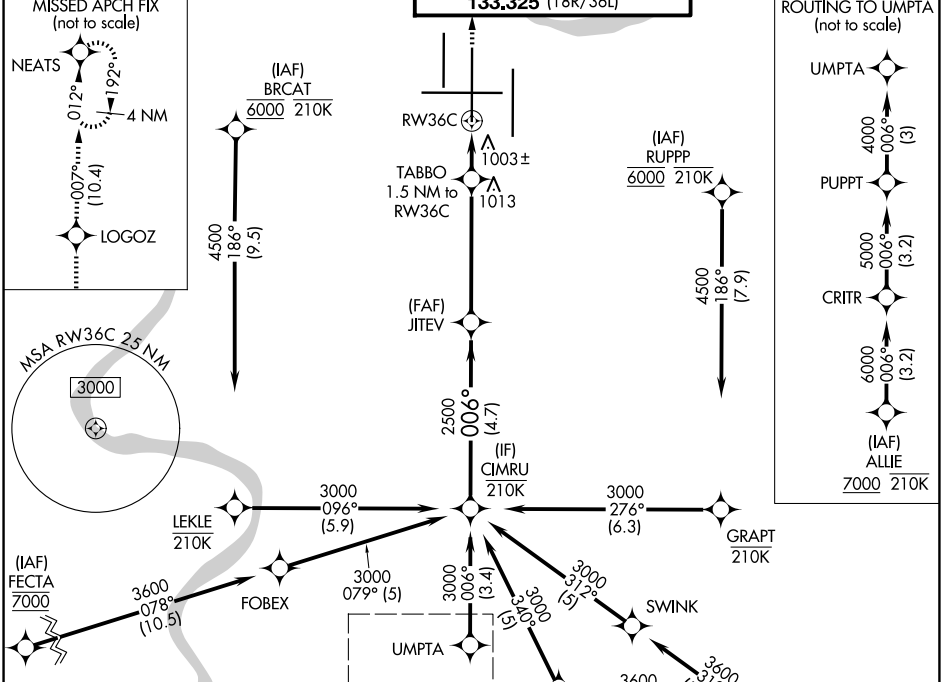 MISSED APCH FIX
(not to scale)
NEATS
012°
192°
4 NM
007°
(10.4)
LOGOZ
133.325 (18R/36L)
ROUTING TO UMPTA
(not to scale)
UMPTA
4000
006°
(3)
PUPPT
5000
006°
(3.2)
CRITR
6000
006°
(3.2)
(IAF)
ALLIE
7000 210K
(IAF)
BRCAT
6000 210K
4500
186°
(9.5)
RW36C
1003±
TABBO
1.5 NM to
RW36C
1013
(IAF)
RUPPP
6000 210K
4500
186°
(7.9)
(FAF)
JITEV
MSA RW36C 25 NM
3000
2500
006°
(4.7)
(IF)
CIMRU
210K
LEKLE
210K
3000
096°
(5.9)
3000
276°
(6.3)
GRAPT
210K
(IAF)
FECTA
7000
3600
078°
(10.5)
FOBEX
3000
079° (5)
3000
006°
(3.4)
UMPTA
3000
340°
(5)
3000
312°
(5)
SWINK
3600
3600